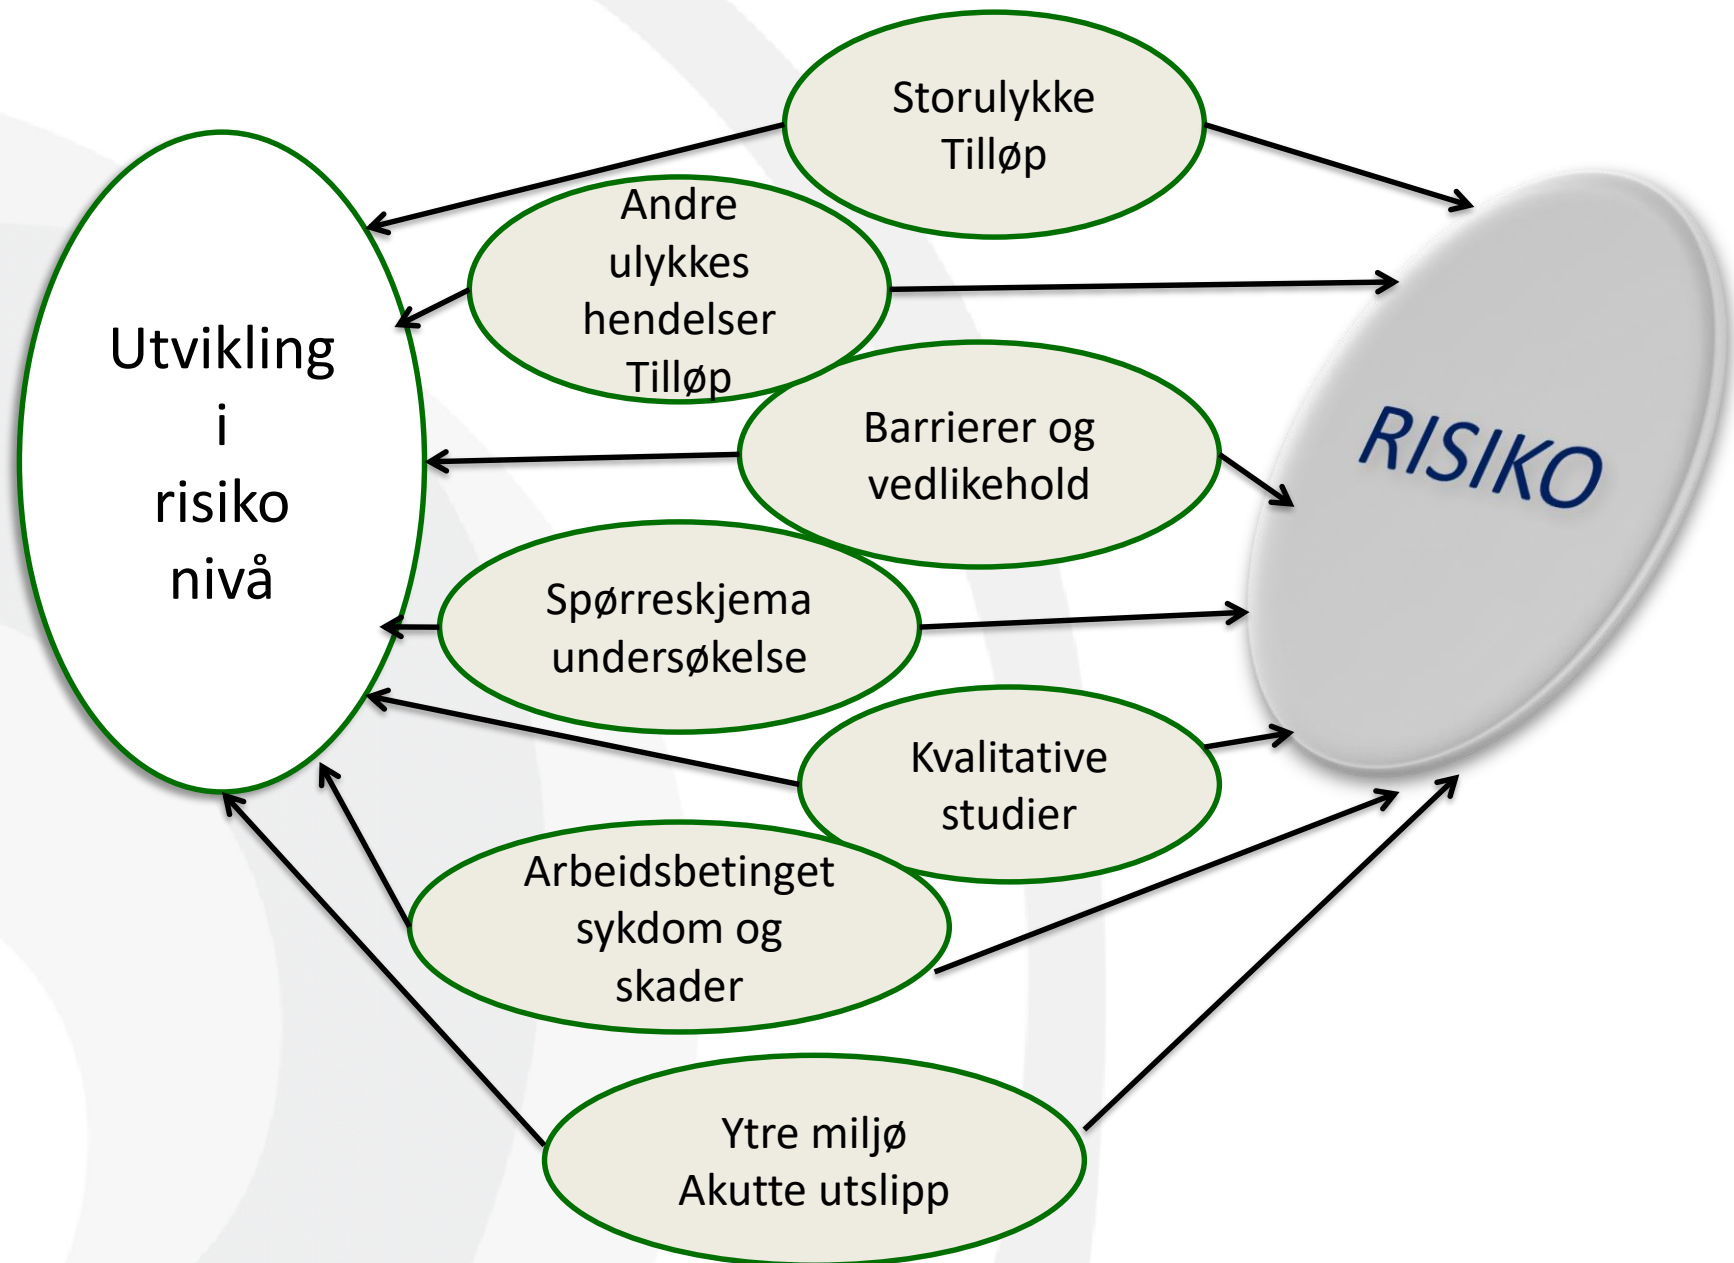 Utvikling
i
risiko
nivå
Storulykke
Tilløp
Andre
ulykkes
hendelser
Tilløp
Barrierer og
vedlikehold
Spørreskjema
undersøkelse
Kvalitative
studier
Arbeidsbetinget
sykdom og
skader
Ytre miljø
Akutte utslipp
RISIKO